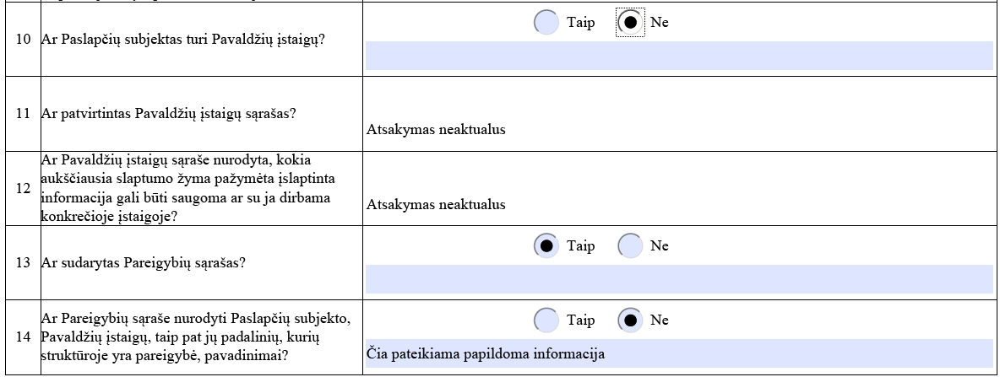 10 Ar Paslapčių subjektas turi Pavaldžių įstaigų? Taip Ne
11 Ar patvirtintas Pavaldžių įstaigų sąrašas?
Atsakymas neaktualus
12 Ar Pavaldžių įstaigų sąraše nurodyta, kokia
aukščiausia slaptumo žyma pažymėta įslaptinta
informacija gali būti saugoma ar su ja dirbama
konkrečioje įstaigoje?
Atsakymas neaktualus
13 Ar sudarytas Pareigybių sąrašas? Taip Ne
14 Ar Pareigybių sąraše nurodyti Paslapčių subjekto,
Pavaldžių įstaigų, taip pat jų padalinių, kurių
struktūroje yra pareigybė, pavadinimai?
Taip Ne
Čia pateikiama papildoma informacija